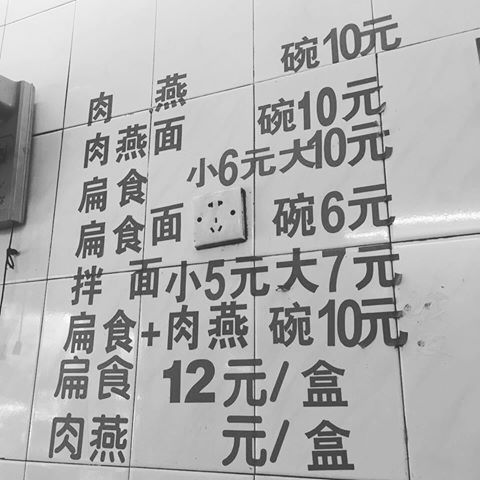 肉燕 碗10元
肉燕面 碗10元
扁食 小6元大10元
扁食面 碗6元
拌面 小5元大7元
扁食+肉燕 碗10元
扁食 12元/盒
肉燕 元/盒